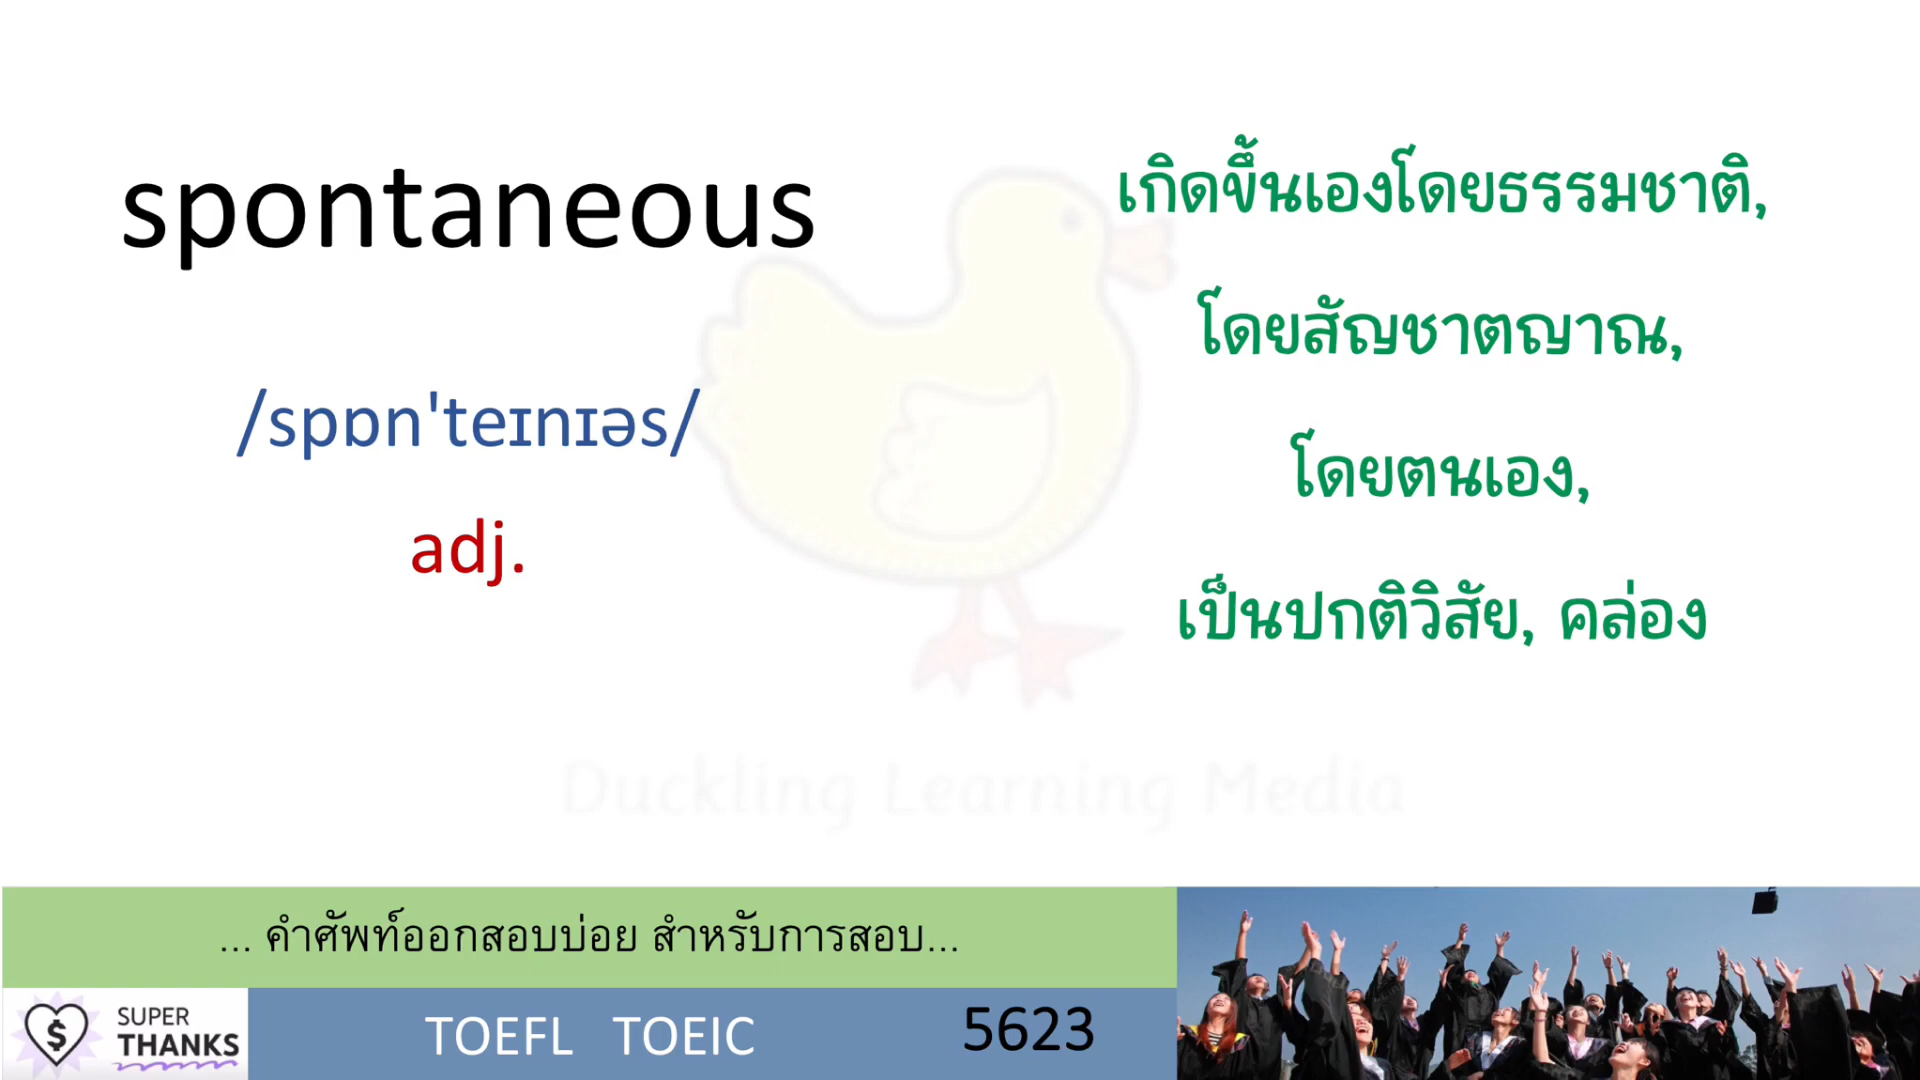 spontaneous
/spɒn'teɪnɪəs/
adj.
เกิดขึ้นเองโดยธรรมชาติ,
โดยสัญชาตญาณ,
โดยตนเอง,
เป็นปกติวิสัย, คล่อง
Duckling Learning Media
... คำศัพท์ออกสอบบ่อย สำหรับการสอบ...
SUPER
THANKS
TOEFL TOEIC
5623